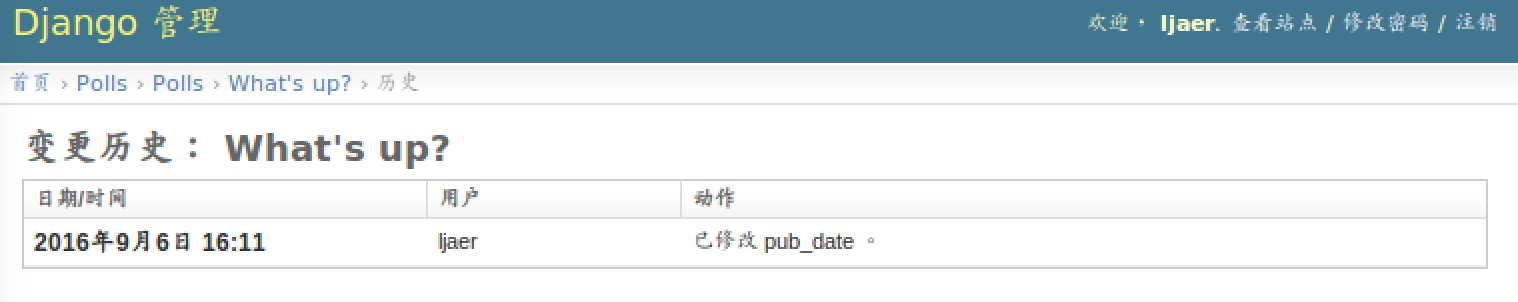 Django 管理
欢迎， ljaer. 查看站点 / 修改密码 / 注销
首页 › Polls › Polls › What's up? › 历史
变更历史： What's up?
日期/时间 用户 动作
2016年9月6日 16:11 ljaer 已修改 pub_date 。